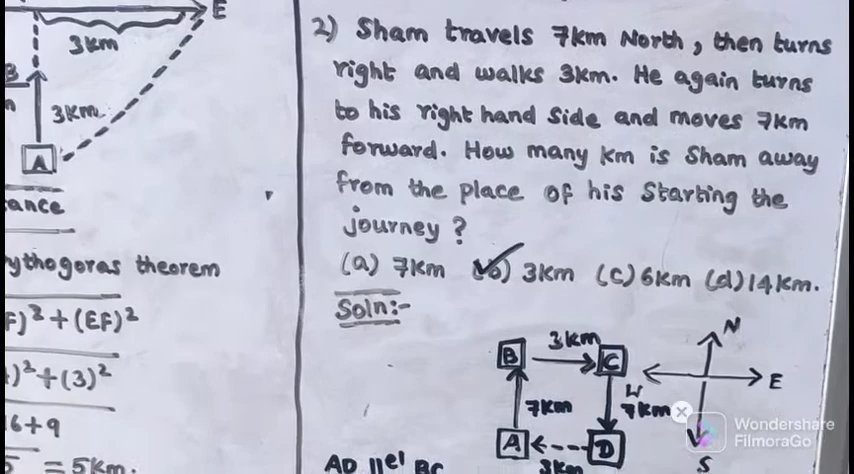 E
3km
B
n
3km.
A
ance
ythogoras theorem
F)² + (EF)²
)² + (3)²
6+9
= 5km.
2) Sham travels 7km North, then turns
right and walks 3km. He again turns
to his right hand side and moves 7km
forward. How many km is Sham away
from the place of his Starting the
journey?
(a) 7km (b) 3km (c) 6km (d) 14km.
Soln:-
3km
B C
7km 7km
A D
3km
N
W E
S
AD ||el BC
Wondershare
FilmoraGo